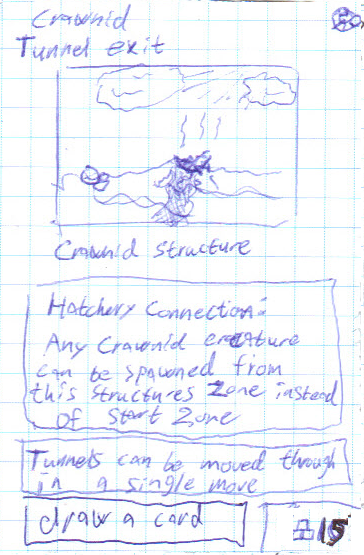 Crawnid
Tunnel exit
Crawnid structure
Hatchery Connection:
Any Crawnid creature
can be spawned from
this structures zone instead
of start zone
Tunnels can be moved through
in a single move
draw a card
#15